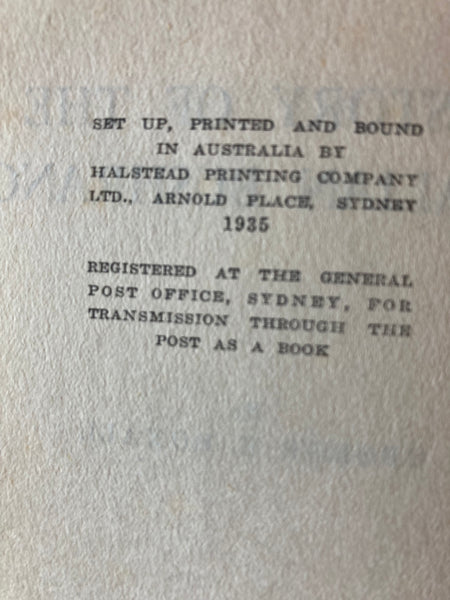 SET UP, PRINTED AND BOUND
IN AUSTRALIA BY
HALSTEAD PRINTING COMPANY
LTD., ARNOLD PLACE, SYDNEY
1935
REGISTERED AT THE GENERAL
POST OFFICE, SYDNEY, FOR
TRANSMISSION THROUGH THE
POST AS A BOOK